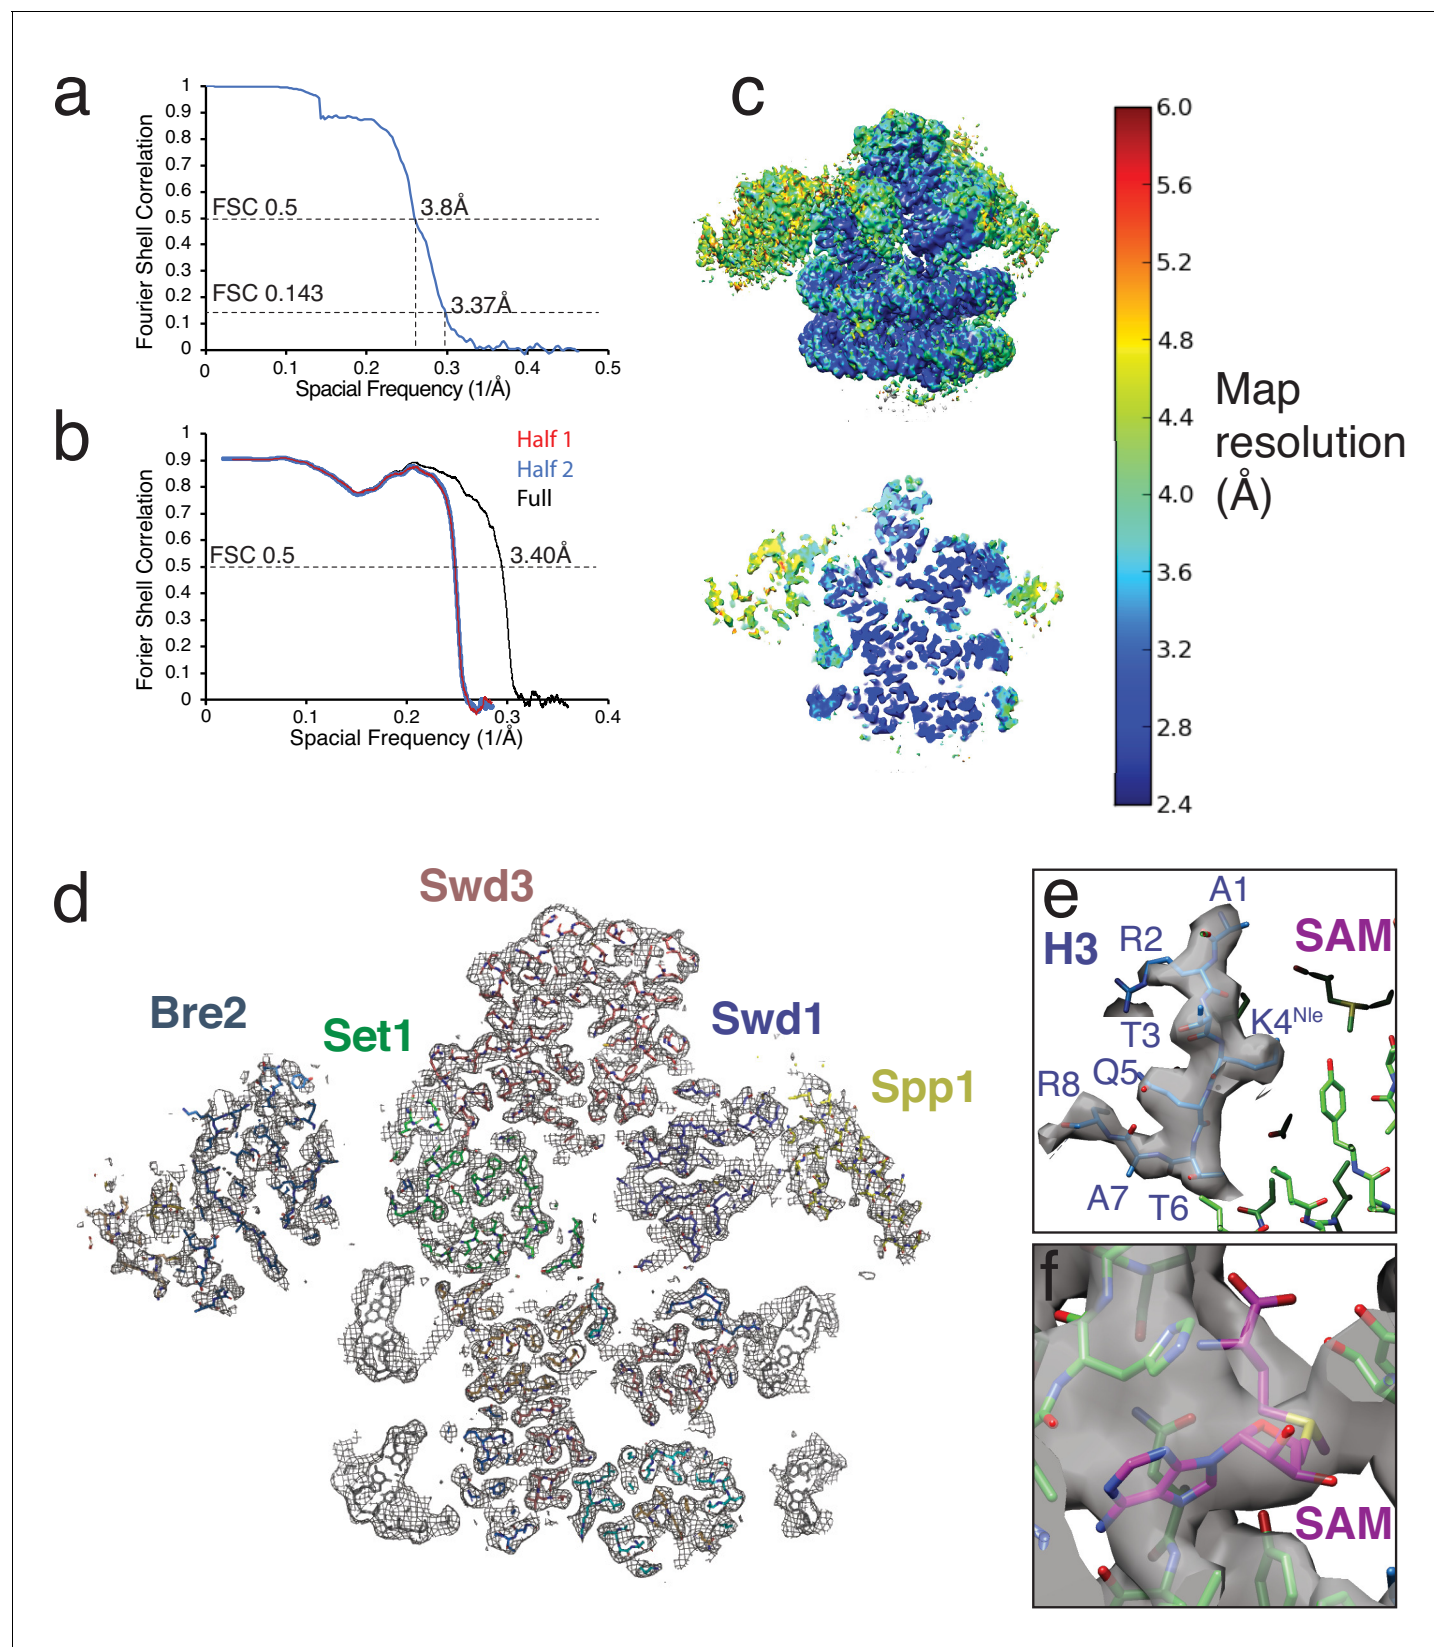 a
1
0.9
0.8
0.7
0.6
0.5
0.4
0.3
0.2
0.1
0
Fourier Shell Correlation
FSC 0.5
3.8Å
FSC 0.143
3.37Å
0
0.1
0.2
0.3
0.4
0.5
Spacial Frequency (1/Å)
b
1
0.9
0.8
0.7
0.6
0.5
0.4
0.3
0.2
0.1
0
Forier Shell Correlation
Half 1
Half 2
Full
FSC 0.5
3.40Å
0
0.1
0.2
0.3
0.4
Spacial Frequency (1/Å)
c
6.0
5.6
5.2
4.8
4.4
4.0
3.6
3.2
2.8
2.4
Map
resolution
(Å)
d
Swd3
Bre2
Set1
Swd1
Spp1
e
H3
A1
SAM
R2
T3
K4Nle
Q5
R8
A7
T6
f
SAM